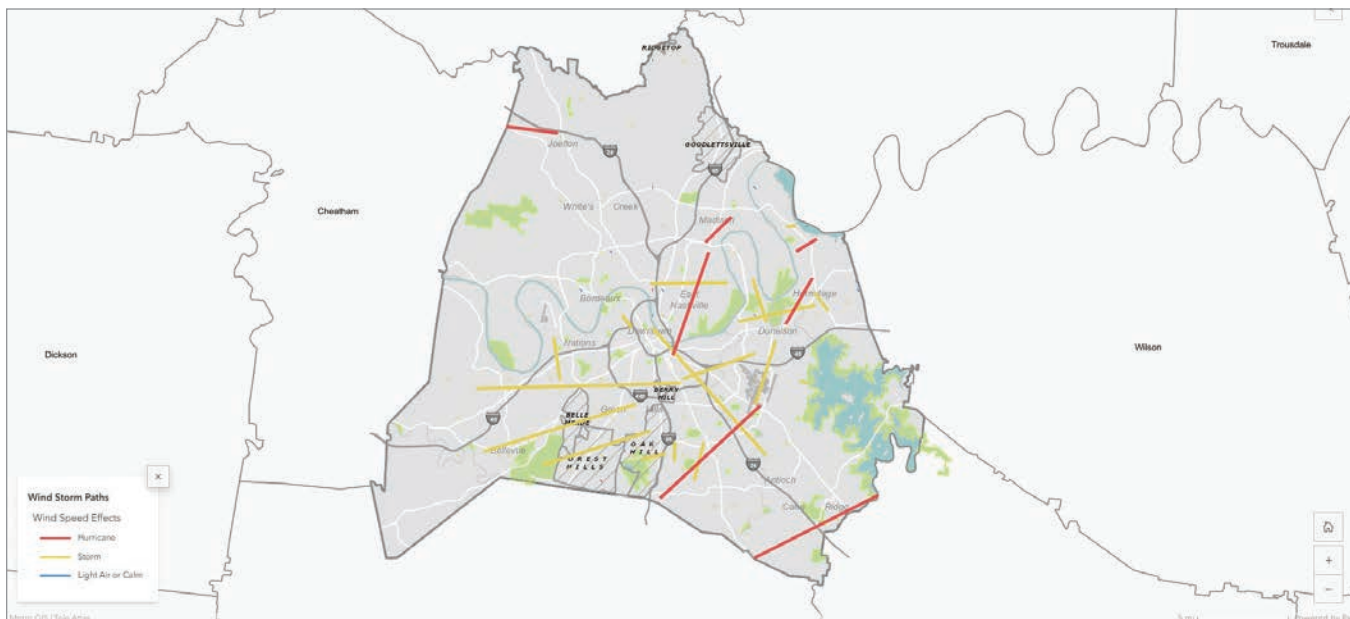 RIDGETOP
Trousdale
Joelton
GOODLETTSVILLE
Cheatham
White's Creek
Madison
Bordeaux
East
Nashville
Hermitage
Downtown
Donelson
Nations
Dickson
Wilson
BERRY
HILL
BELLE
MEADE
Green Hills
Bellevue
OAK
HILL
FOREST
HILLS
Antioch
Cane Ridge
Wind Storm Paths
Wind Speed Effects
Hurricane
Storm
Light Air or Calm